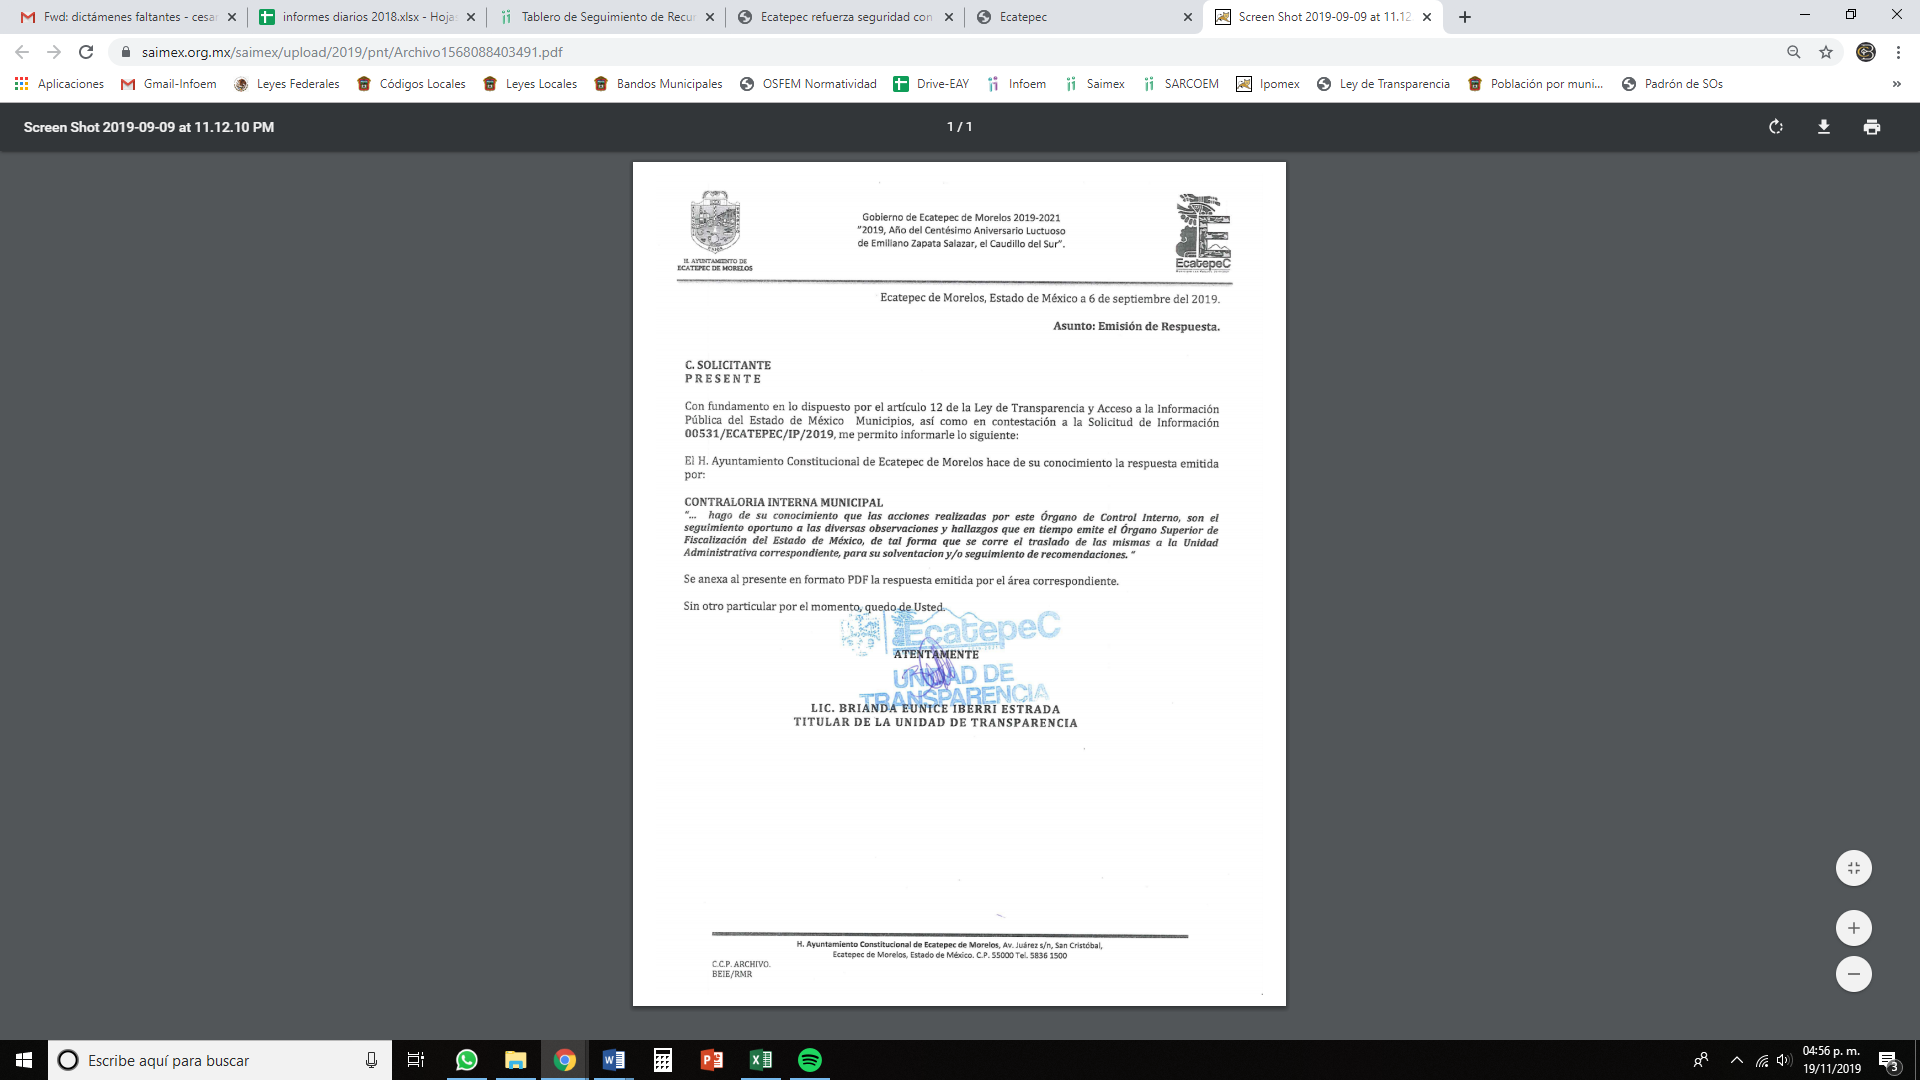 Fwd: dictámenes faltantes - cesar
informes diarios 2018.xlsx - Hoja
Tablero de Seguimiento de Recur
Ecatepec refuerza seguridad con
Ecatepec
Screen Shot 2019-09-09 at 11.12
saimex.org.mx/saimex/upload/2019/pnt/Archivo1568088403491.pdf
Aplicaciones
Gmail-Infoem
Leyes Federales
Códigos Locales
Leyes Locales
Bandos Municipales
OSFEM Normatividad
Drive-EAY
Infoem
Saimex
SARCOEM
Ipomex
Ley de Transparencia
Población por muni...
Padrón de SOs
Screen Shot 2019-09-09 at 11.12.10 PM
1 / 1
H. AYUNTAMIENTO DE
ECATEPEC DE MORELOS
Gobierno de Ecatepec de Morelos 2019-2021
"2019, Año del Centésimo Aniversario Luctuoso
de Emiliano Zapata Salazar, el Caudillo del Sur".
EcatepeC
Ecatepec de Morelos, Estado de México a 6 de septiembre del 2019.
Asunto: Emisión de Respuesta.
C. SOLICITANTE
P R E S E N T E
Con fundamento en lo dispuesto por el artículo 12 de la Ley de Transparencia y Acceso a la Información
Pública del Estado de México Municipios, así como en contestación a la Solicitud de Información
00531/ECATEPEC/IP/2019, me permito informarle lo siguiente:
El H. Ayuntamiento Constitucional de Ecatepec de Morelos hace de su conocimiento la respuesta emitida
por:
CONTRALORIA INTERNA MUNICIPAL
"... hago de su conocimiento que las acciones realizadas por este Órgano de Control Interno, son el
seguimiento oportuno a las diversas observaciones y hallazgos que en tiempo emite el Órgano Superior de
Fiscalización del Estado de México, de tal forma que se corre el traslado de las mismas a la Unidad
Administrativa correspondiente, para su solventacion y/o seguimiento de recomendaciones. "
Se anexa al presente en formato PDF la respuesta emitida por el área correspondiente.
Sin otro particular por el momento, quedo de Usted.
EcatepeC
ATENTAMENTE
UNIDAD DE
TRANSPARENCIA
LIC. BRIANDA EUNICE IBERRI ESTRADA
TITULAR DE LA UNIDAD DE TRANSPARENCIA
H. Ayuntamiento Constitucional de Ecatepec de Morelos, Av. Juárez s/n, San Cristóbal,
Ecatepec de Morelos, Estado de México. C.P. 55000 Tel. 5836 1500
C.C.P. ARCHIVO.
BEIE/RMR
Escribe aquí para buscar
04:56 p. m.
19/11/2019
3